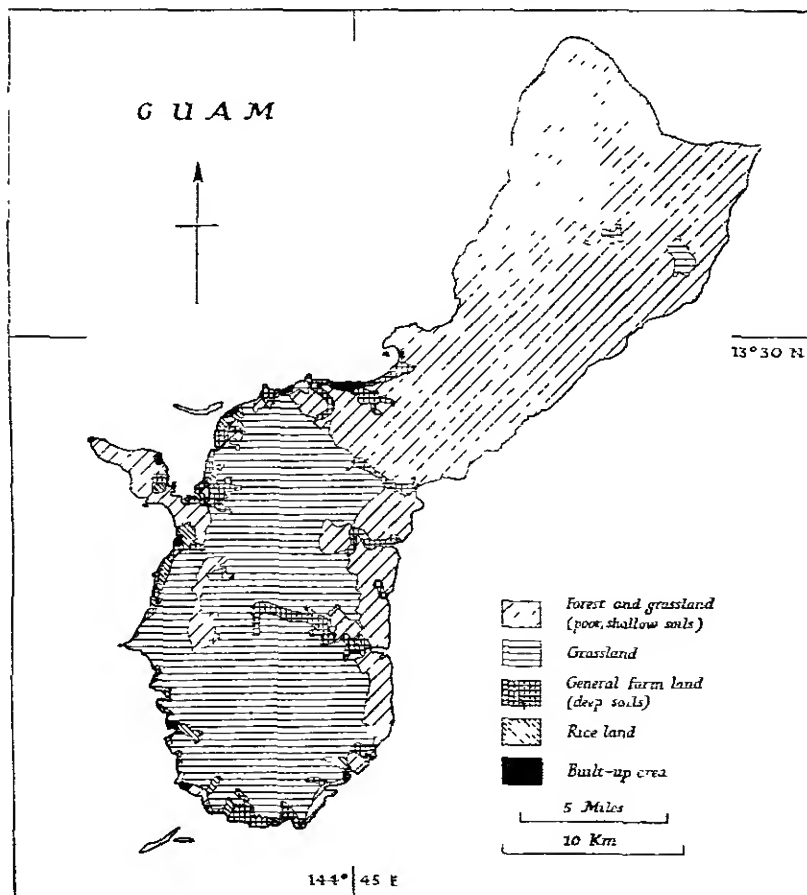 GUAM
13°30 N
Forest and grassland
(poor, shallow soils)
Grassland
General farm land
(deep soils)
Rice land
Built-up area
5 Miles
10 Km
144° 45 E